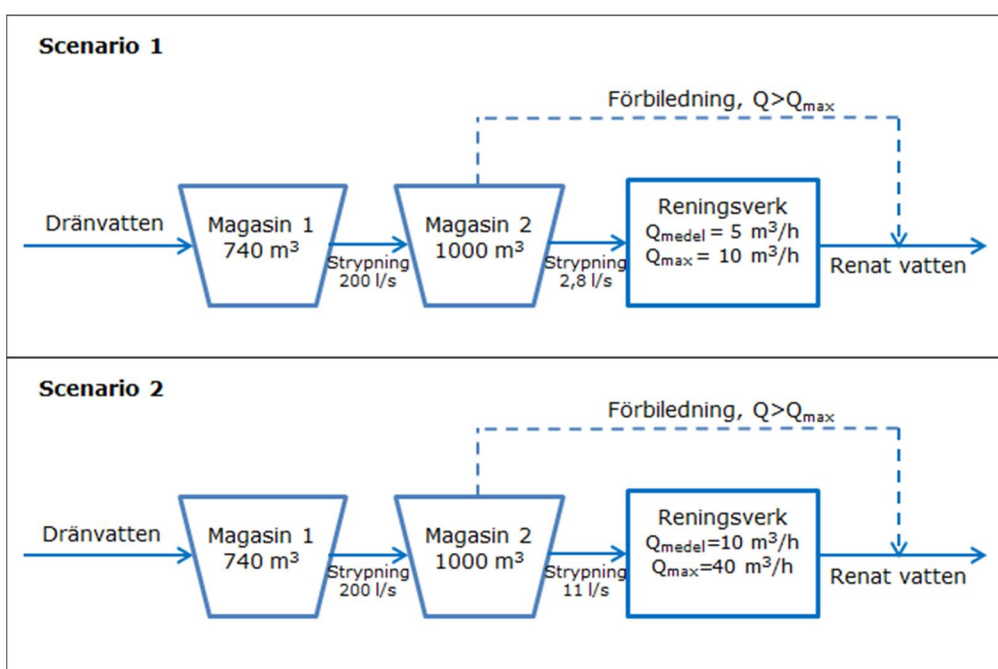 Scenario 1
Förbiledning, Q>Qmax
Dränvatten
Magasin 1
740 m³
Strypning
200 l/s
Magasin 2
1000 m³
Strypning
2,8 l/s
Reningsverk
Qmedel = 5 m³/h
Qmax = 10 m³/h
Renat vatten
Scenario 2
Förbiledning, Q>Qmax
Dränvatten
Magasin 1
740 m³
Strypning
200 l/s
Magasin 2
1000 m³
Strypning
11 l/s
Reningsverk
Qmedel=10 m³/h
Qmax=40 m³/h
Renat vatten